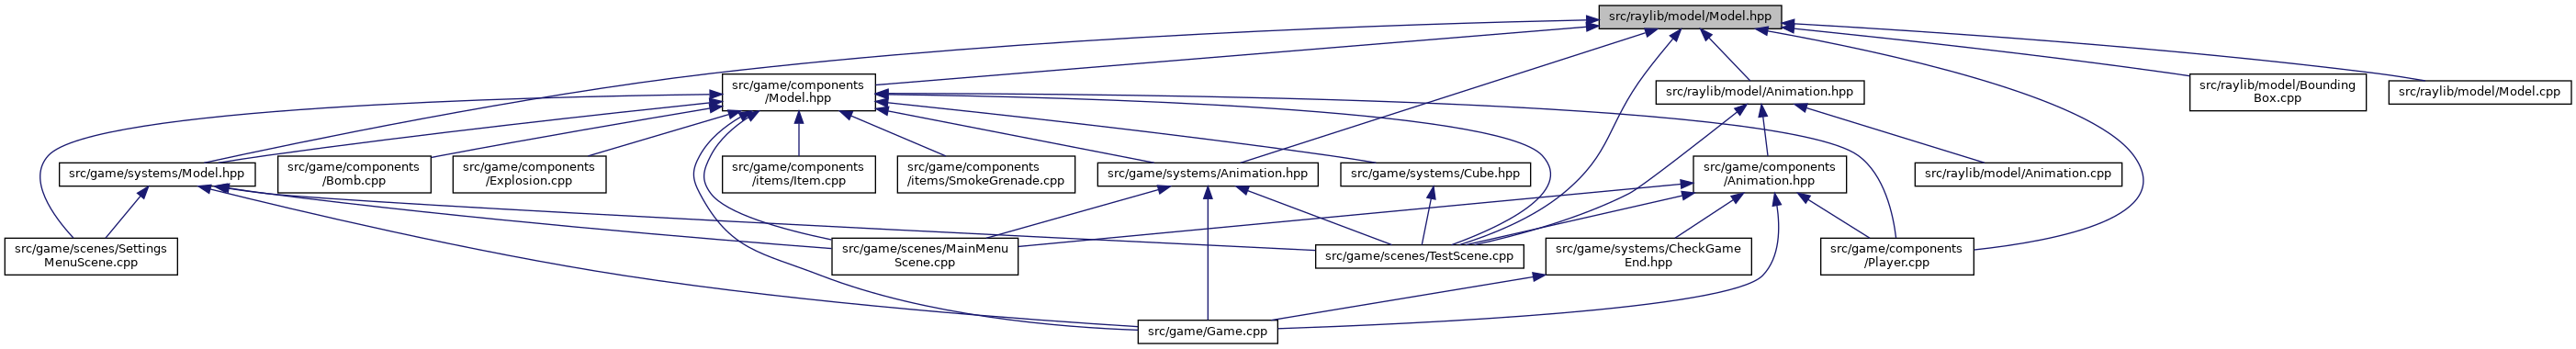 src/raylib/model/Model.hpp
src/game/components
/Model.hpp
src/raylib/model/Animation.hpp
src/raylib/model/Bounding
Box.cpp
src/raylib/model/Model.cpp
src/game/systems/Model.hpp
src/game/components
/Bomb.cpp
src/game/components
/Explosion.cpp
src/game/components
/items/Item.cpp
src/game/components
/items/SmokeGrenade.cpp
src/game/systems/Animation.hpp
src/game/systems/Cube.hpp
src/game/components
/Animation.hpp
src/raylib/model/Animation.cpp
src/game/scenes/Settings
MenuScene.cpp
src/game/scenes/MainMenu
Scene.cpp
src/game/scenes/TestScene.cpp
src/game/systems/CheckGame
End.hpp
src/game/components
/Player.cpp
src/game/Game.cpp